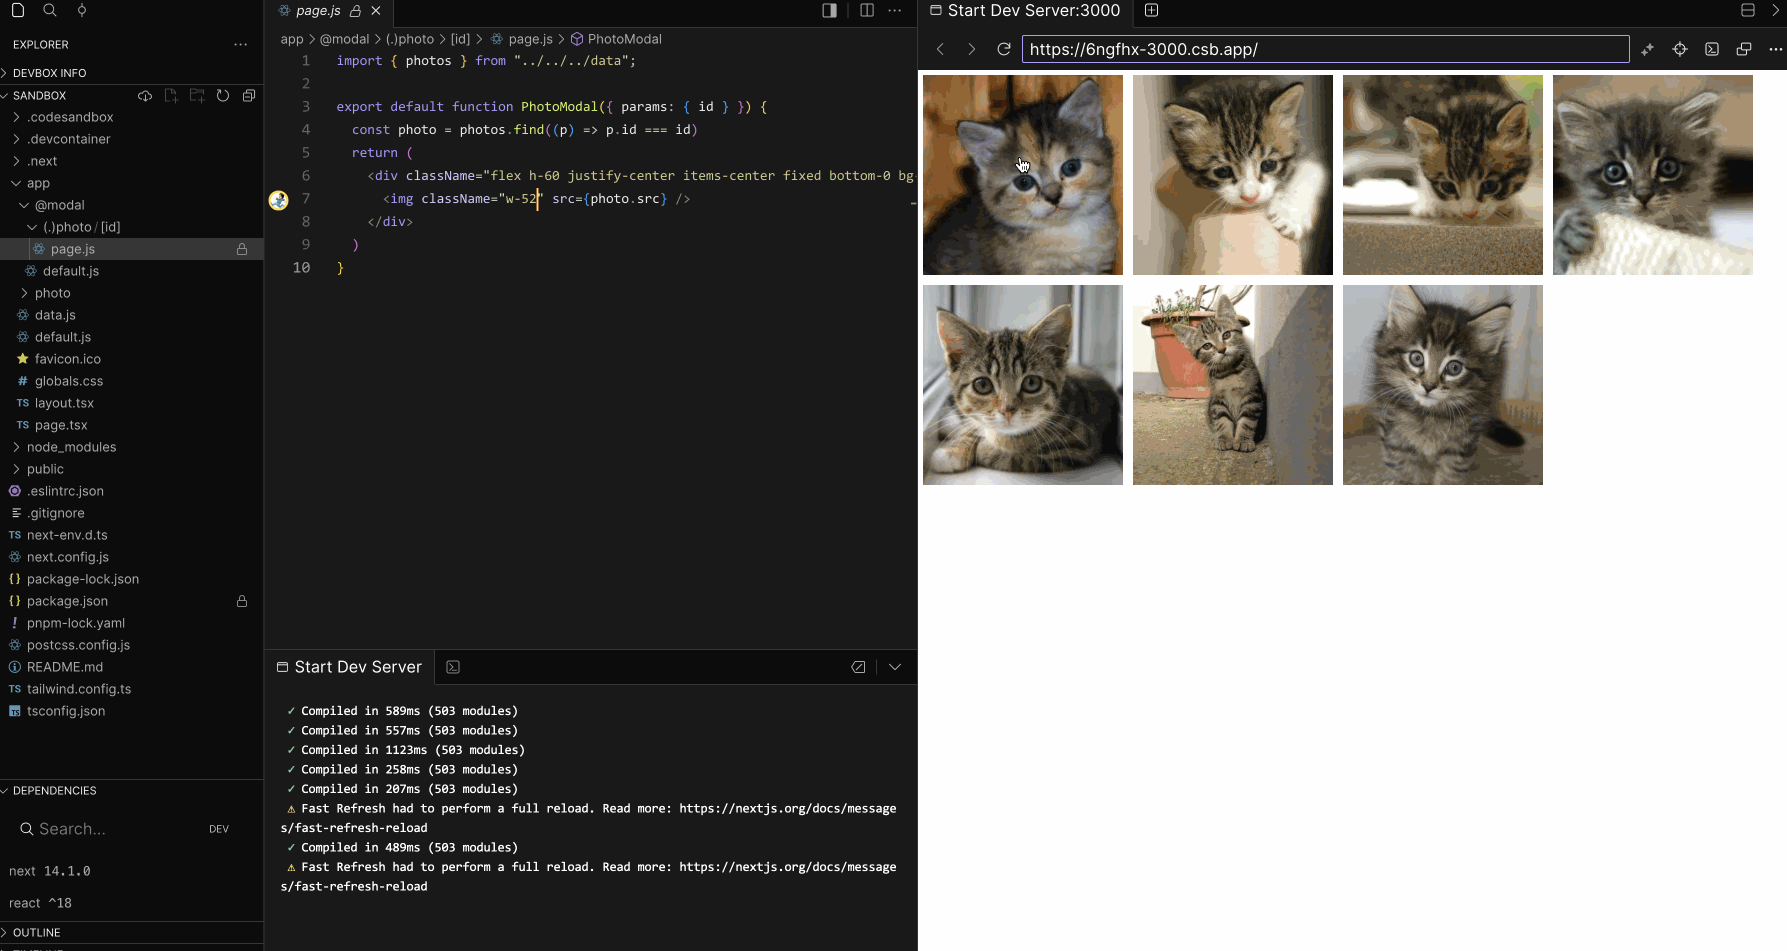 EXPLORER
DEVBOX INFO
SANDBOX
.codesandbox
.devcontainer
.next
app
@modal
(.)photo / [id]
page.js
default.js
photo
data.js
default.js
favicon.ico
globals.css
TS layout.tsx
TS page.tsx
node_modules
public
.eslintrc.json
.gitignore
TS next-env.d.ts
next.config.js
package-lock.json
package.json
pnpm-lock.yaml
postcss.config.js
README.md
TS tailwind.config.ts
tsconfig.json
DEPENDENCIES
Search... DEV
next 14.1.0
react ^18
OUTLINE
page.js
app > @modal > (.)photo > [id] > page.js > PhotoModal
1 import { photos } from "../../../data";
2
3 export default function PhotoModal({ params: { id } }) {
4 const photo = photos.find((p) => p.id === id)
5 return (
6 <div className="flex h-60 justify-center items-center fixed bottom-0 bg-
7 <img className="w-52" src={photo.src} />
8 </div>
9 )
10 }
Start Dev Server
✓ Compiled in 589ms (503 modules)
✓ Compiled in 557ms (503 modules)
✓ Compiled in 1123ms (503 modules)
✓ Compiled in 258ms (503 modules)
✓ Compiled in 207ms (503 modules)
⚠ Fast Refresh had to perform a full reload. Read more: https://nextjs.org/docs/message
s/fast-refresh-reload
✓ Compiled in 489ms (503 modules)
⚠ Fast Refresh had to perform a full reload. Read more: https://nextjs.org/docs/message
s/fast-refresh-reload
Start Dev Server:3000
https://6ngfhx-3000.csb.app/